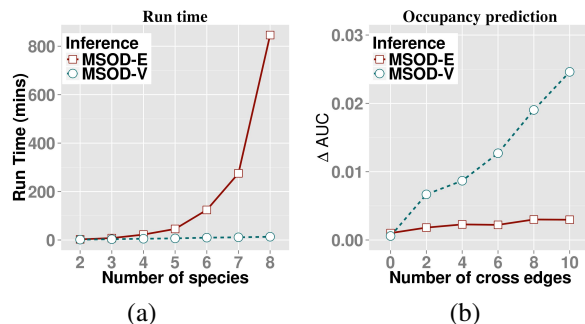 Run time
Run Time (mins)
800
600
400
200
0
Inference
MSOD-E
MSOD-V
2 3 4 5 6 7 8
Number of species
(a)
Occupancy prediction
Δ AUC
0.03
0.02
0.01
0.00
Inference
MSOD-E
MSOD-V
0 2 4 6 8 10
Number of cross edges
(b)